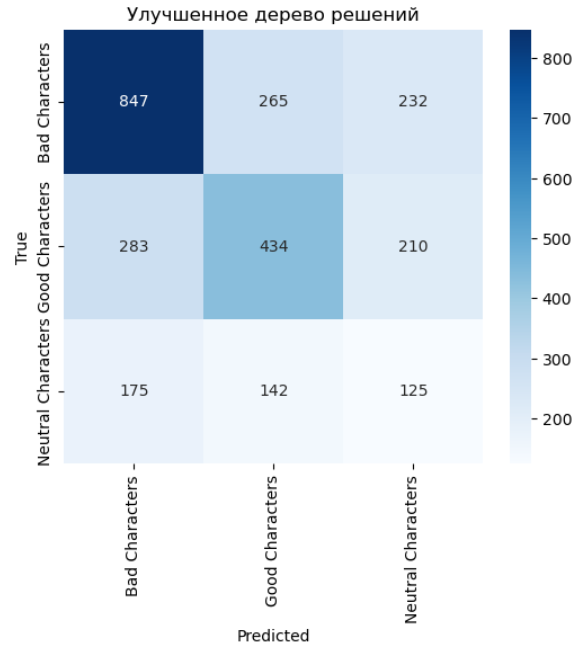 Улучшенное дерево решений
True
Bad Characters
847 265 232
Good Characters
283 434 210
Neutral Characters
175 142 125
Bad Characters
Good Characters
Neutral Characters
Predicted
800
700
600
500
400
300
200